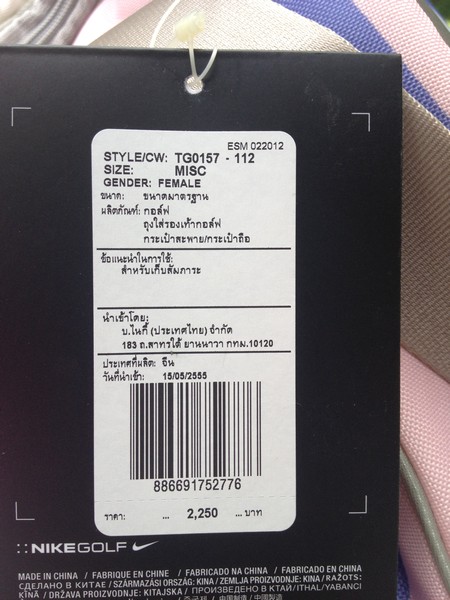 ESM 022012
STYLE/CW: TG0157 - 112
SIZE: MISC
GENDER: FEMALE
ขนาด: ขนาดมาตรฐาน
ผลิตภัณฑ์: กอล์ฟ
ถุงใส่รองเท้ากอล์ฟ
กระเป๋าสะพาย/กระเป๋าถือ
ข้อแนะนำในการใช้:
สำหรับเก็บสัมภาระ
นำเข้าโดย:
บ.ไนกี้ (ประเทศไทย) จำกัด
183 ถ.สาทรใต้ ยานนาวา กทม.10120
ประเทศที่ผลิต: จีน
วันที่นำเข้า: 15/05/2555
886691752776
ราคา: ... 2,250 ...บาท
NIKEGOLF
MADE IN CHINA / FABRIQUÉ EN CHINE / FABRICADO NA CHINA / FABRICADO EN CHINA
СДЕЛАНО В КИТАЕ / SZÁRMAZÁSI ORSZÁG: KÍNA / ZEMLJA PROIZVODNJE: KINA / RAŽOTS:
ĶĪNĀ / DRŽAVA PROIZVODNJE: KITAJSKA / ΚΑΤΑΣΚΕΥΑΖΕΤΑΙ ΣΤΗΝ ΚΙΝΑ